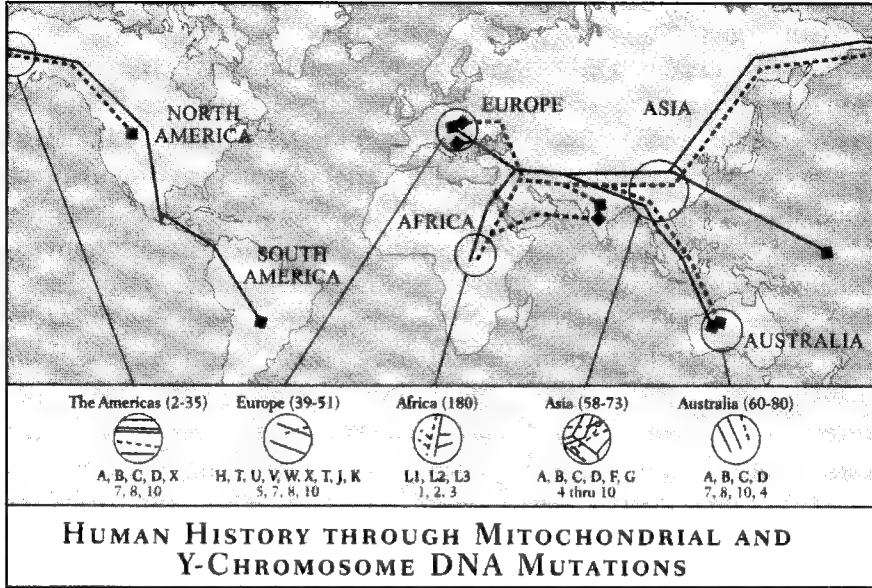 NORTH
AMERICA
EUROPE
ASIA
AFRICA
SOUTH
AMERICA
AUSTRALIA
The Americas (2-35)
A, B, C, D, X
7, 8, 10
Europe (39-51)
H, T, U, V, W, X, T, J, K
5, 7, 8, 10
Africa (180)
L1, L2, L3
1, 2, 3
Asia (58-73)
A, B, C, D, F, G
4 thru 10
Australia (60-80)
A, B, C, D
7, 8, 10, 4
HUMAN HISTORY THROUGH MITOCHONDRIAL AND
Y-CHROMOSOME DNA MUTATIONS